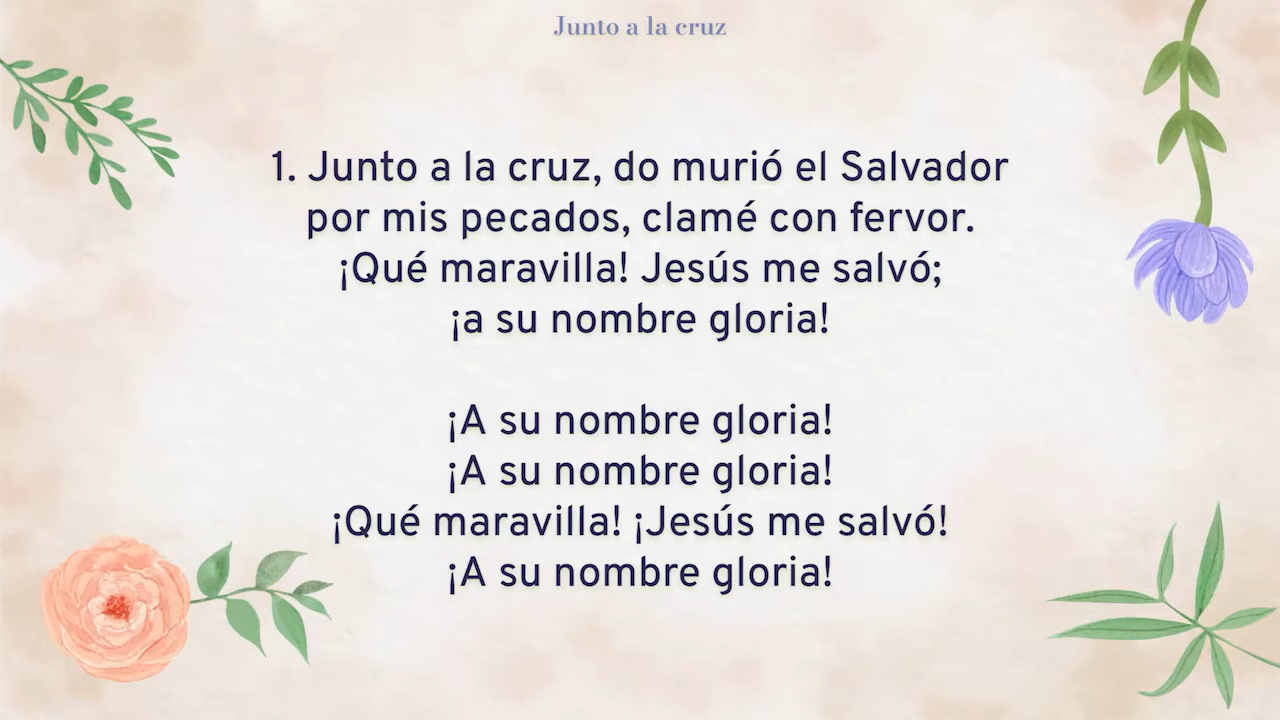 Junto a la cruz
1. Junto a la cruz, do murió el Salvador
por mis pecados, clamé con fervor.
¡Qué maravilla! Jesús me salvó;
¡a su nombre gloria!
¡A su nombre gloria!
¡A su nombre gloria!
¡Qué maravilla! ¡Jesús me salvó!
¡A su nombre gloria!